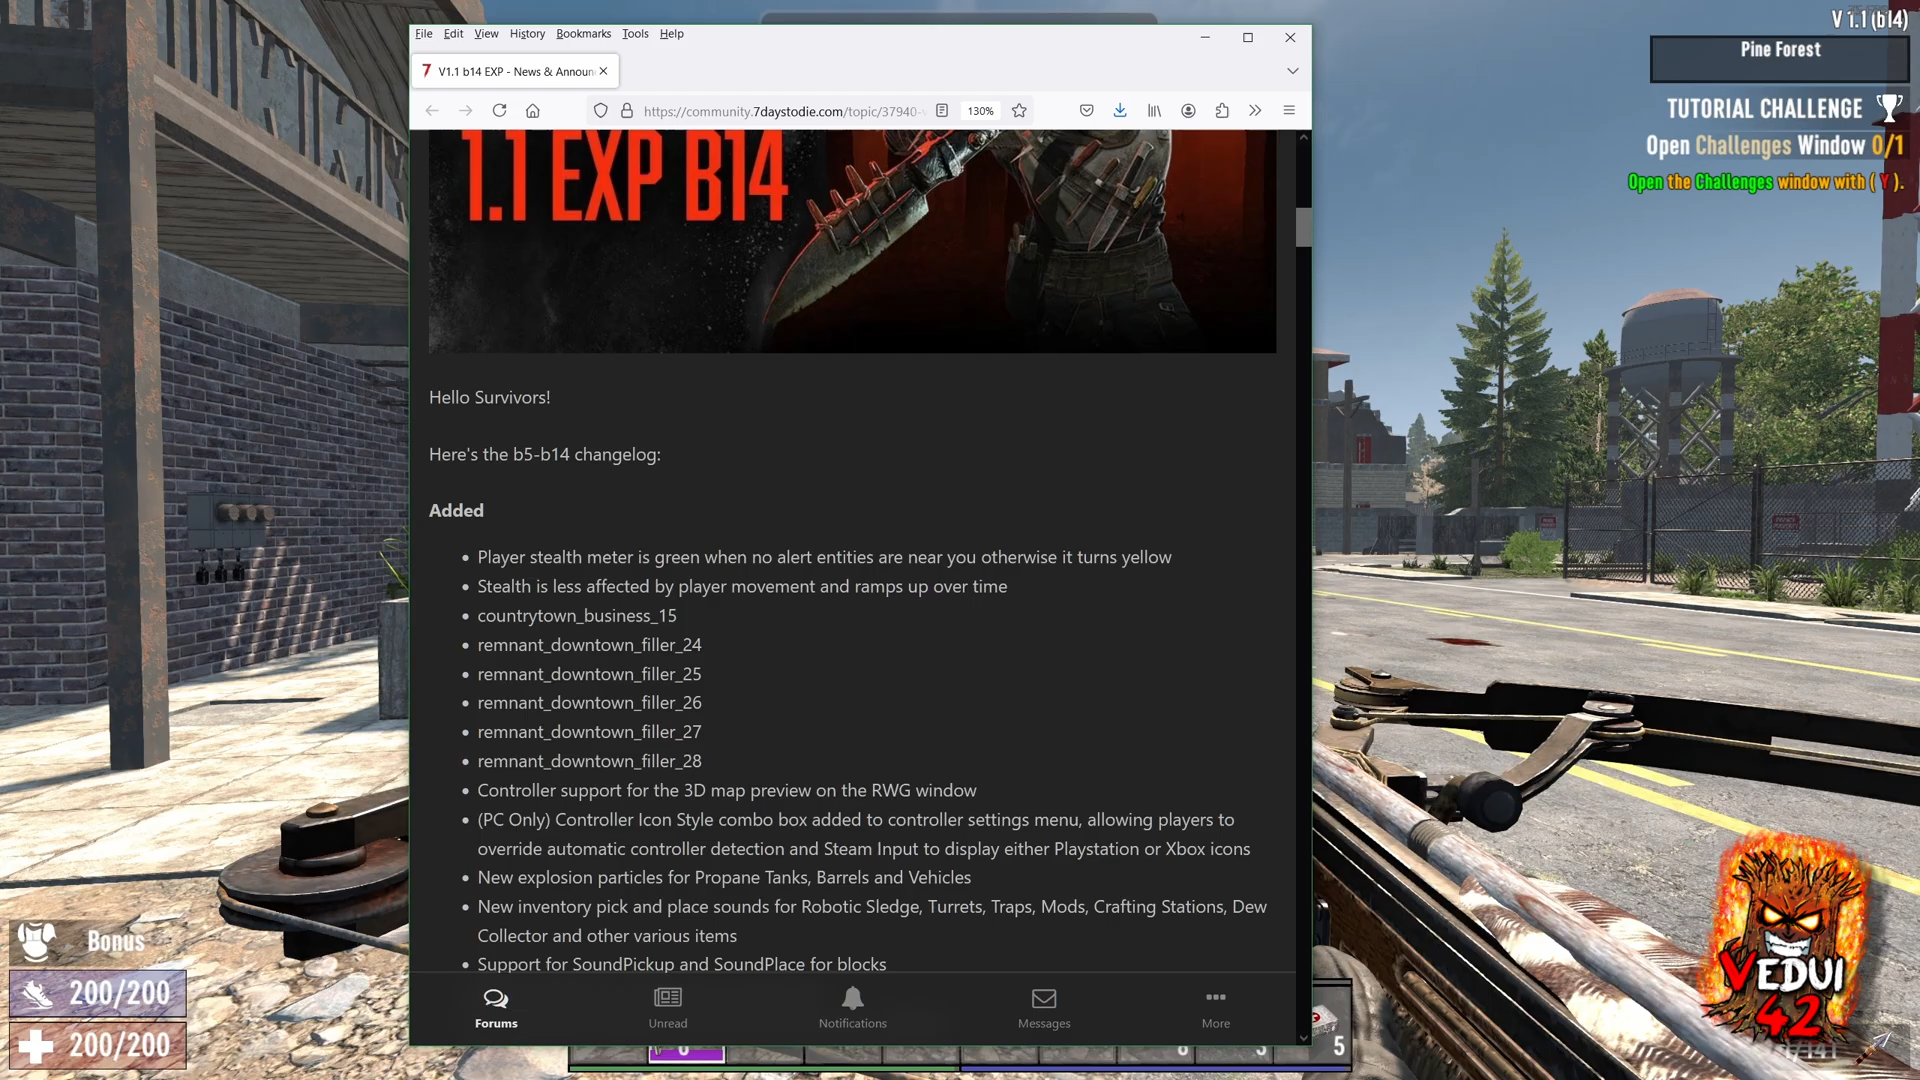 V 1.1 (b14)
File Edit View History Bookmarks Tools Help
Pine Forest
7 V1.1 b14 EXP - News & Announ
https://community.7daystodie.com/topic/37940- 130%
TUTORIAL CHALLENGE
Open Challenges Window 0/1
Open the Challenges window with ( Y ).
1.1 EXP B14
Hello Survivors!
Here's the b5-b14 changelog:
Added
• Player stealth meter is green when no alert entities are near you otherwise it turns yellow
• Stealth is less affected by player movement and ramps up over time
• countrytown_business_15
• remnant_downtown_filler_24
• remnant_downtown_filler_25
• remnant_downtown_filler_26
• remnant_downtown_filler_27
• remnant_downtown_filler_28
• Controller support for the 3D map preview on the RWG window
• (PC Only) Controller Icon Style combo box added to controller settings menu, allowing players to
override automatic controller detection and Steam Input to display either Playstation or Xbox icons
• New explosion particles for Propane Tanks, Barrels and Vehicles
• New inventory pick and place sounds for Robotic Sledge, Turrets, Traps, Mods, Crafting Stations, Dew
Collector and other various items
• Support for SoundPickup and SoundPlace for blocks
Forums Unread Notifications Messages More
Bonus
200/200
200/200
5
VEDUI
42